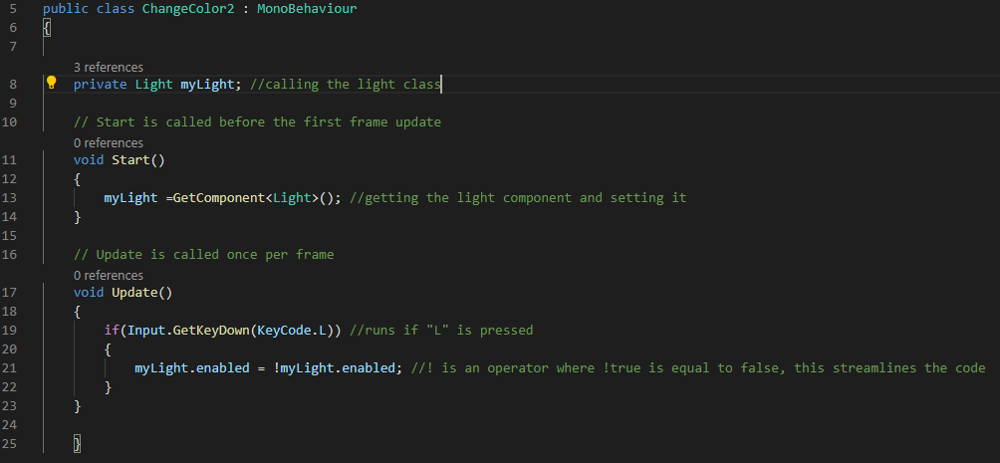 5 public class ChangeColor2 : MonoBehaviour
6 {
7
3 references
8 private Light myLight; //calling the light class
9
10 // Start is called before the first frame update
0 references
11 void Start()
12 {
13 myLight =GetComponent<Light>(); //getting the light component and setting it
14 }
15
16 // Update is called once per frame
0 references
17 void Update()
18 {
19 if(Input.GetKeyDown(KeyCode.L)) //runs if "L" is pressed
20 {
21 myLight.enabled = !myLight.enabled; //! is an operator where !true is equal to false, this streamlines the code
22 }
23 }
24
25 }